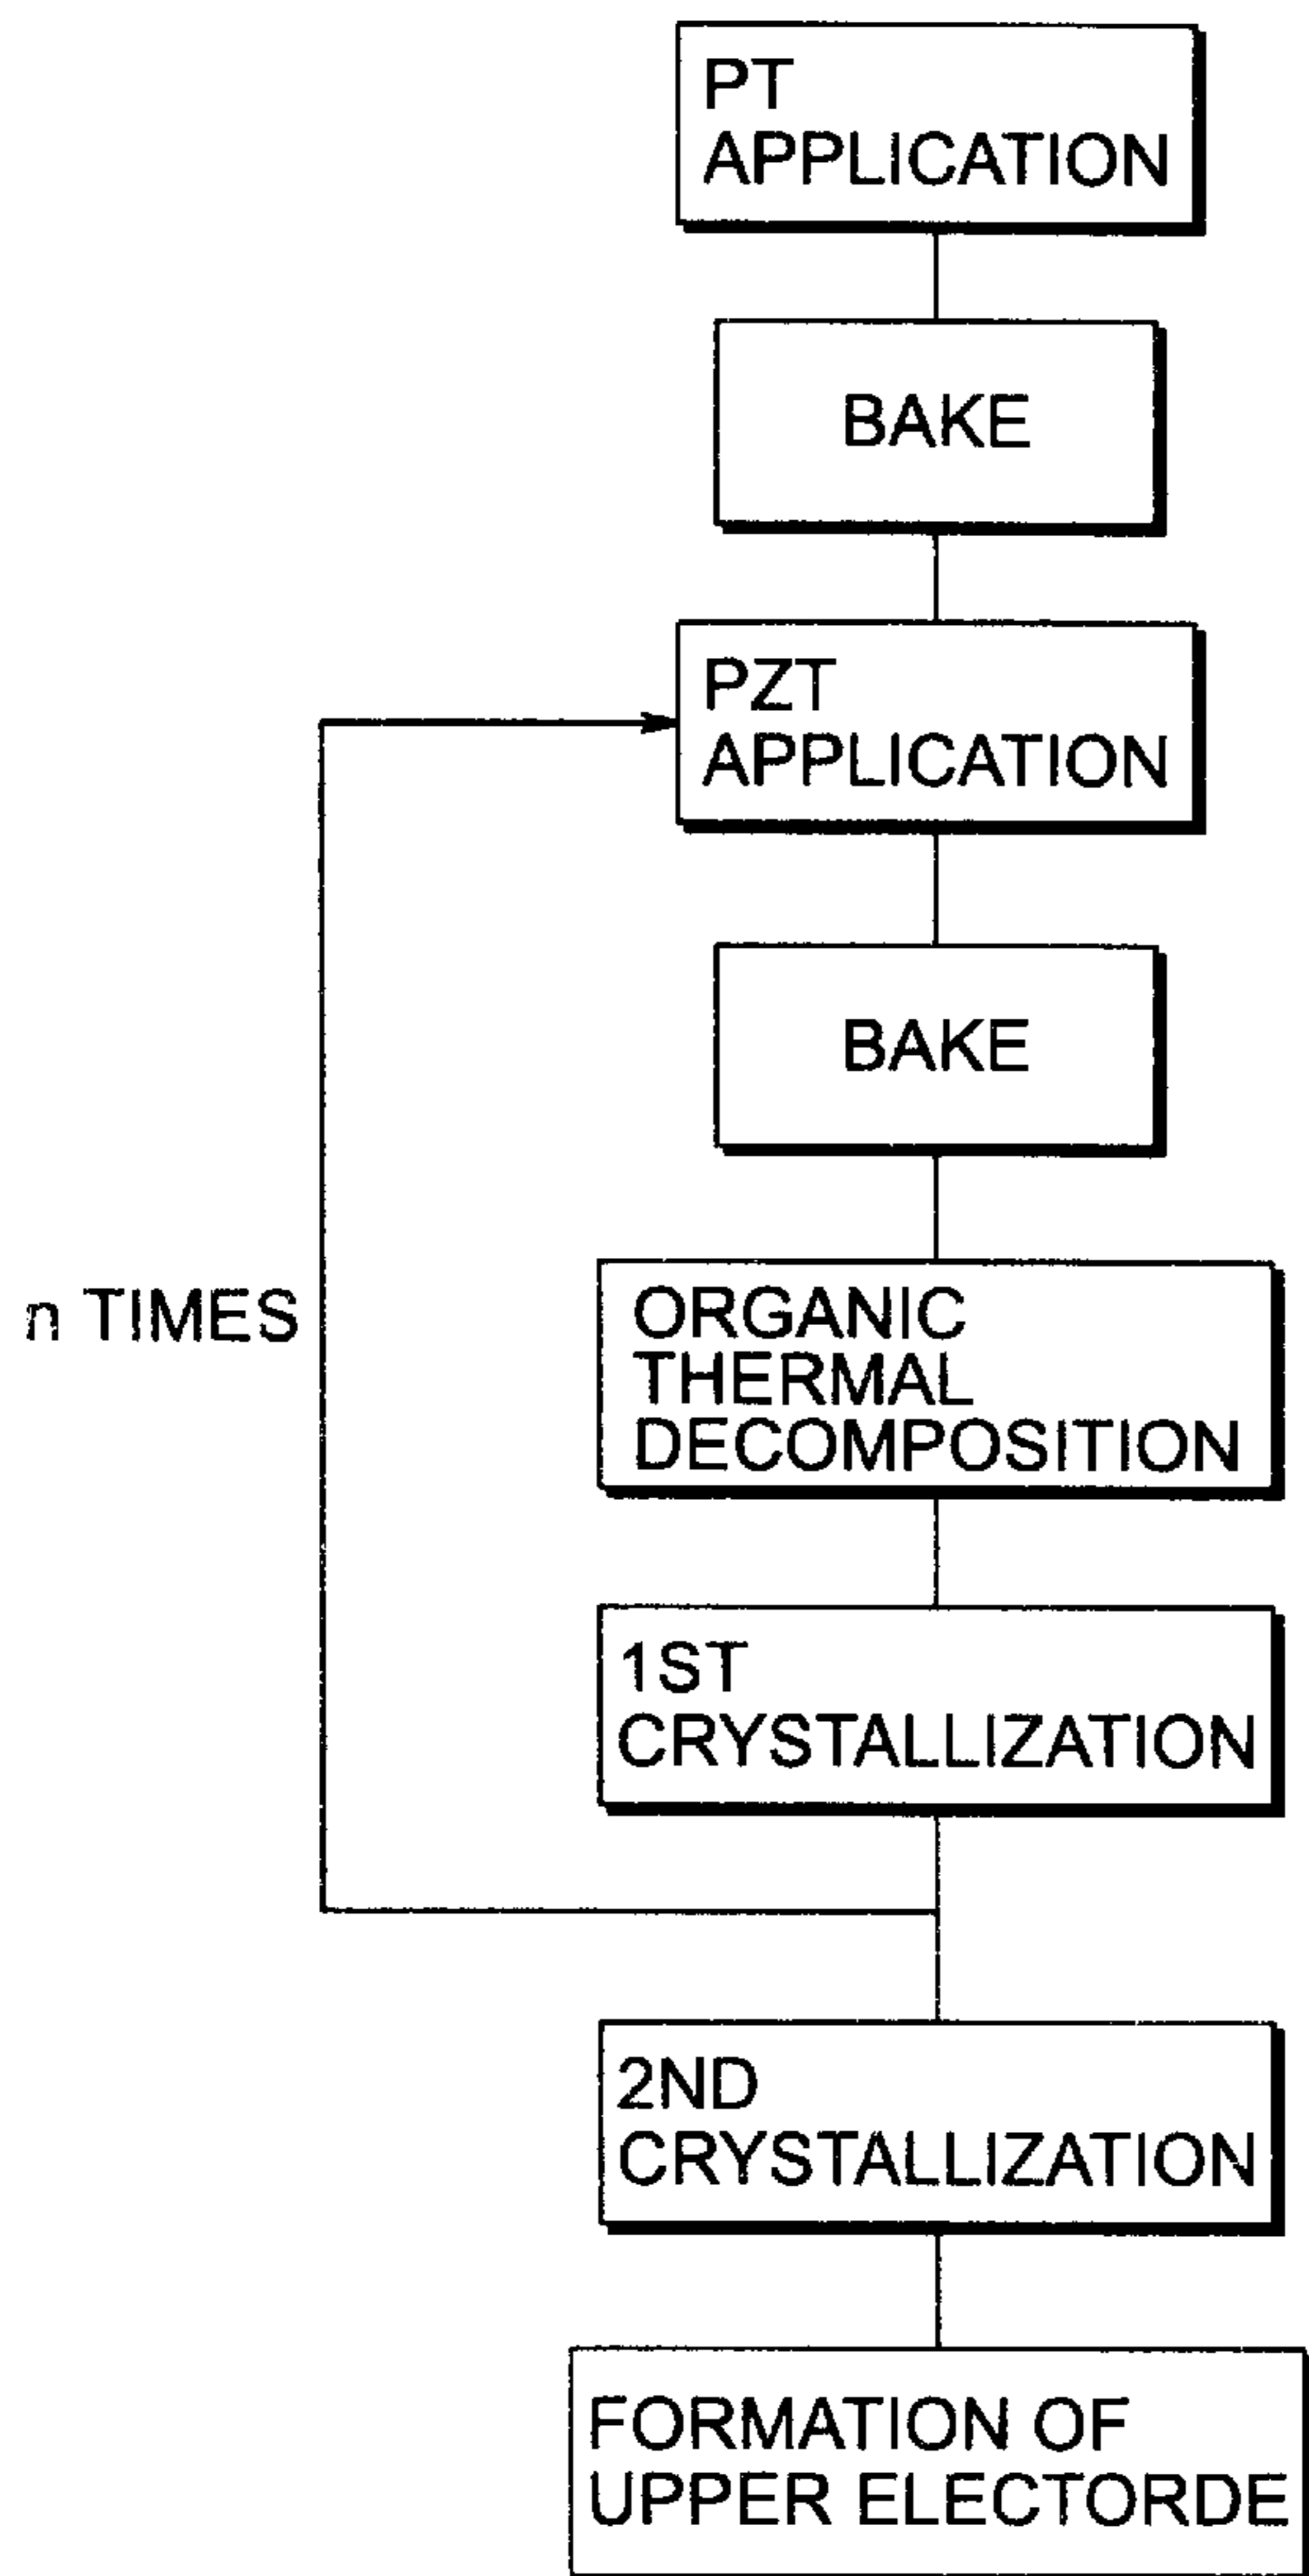 PT
APPLICATION
BAKE
PZT
APPLICATION
BAKE
n TIMES
ORGANIC
THERMAL
DECOMPOSITION
1ST
CRYSTALLIZATION
2ND
CRYSTALLIZATION
FORMATION OF
UPPER ELECTORDE